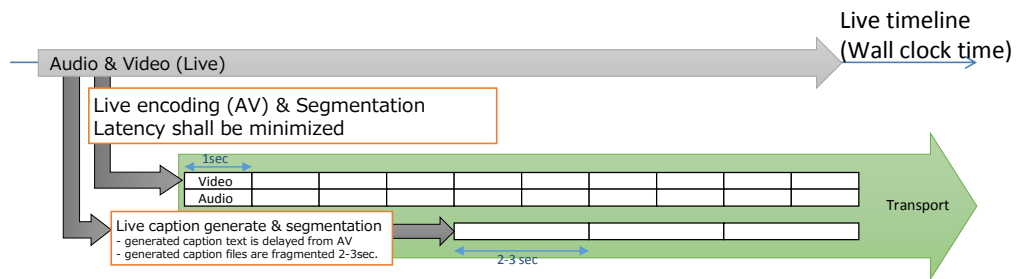 Live timeline
(Wall clock time)
Audio & Video (Live)
Live encoding (AV) & Segmentation
Latency shall be minimized
1sec
Video
Audio
Transport
Live caption generate & segmentation
- generated caption text is delayed from AV
- generated caption files are fragmented 2-3sec.
2-3 sec